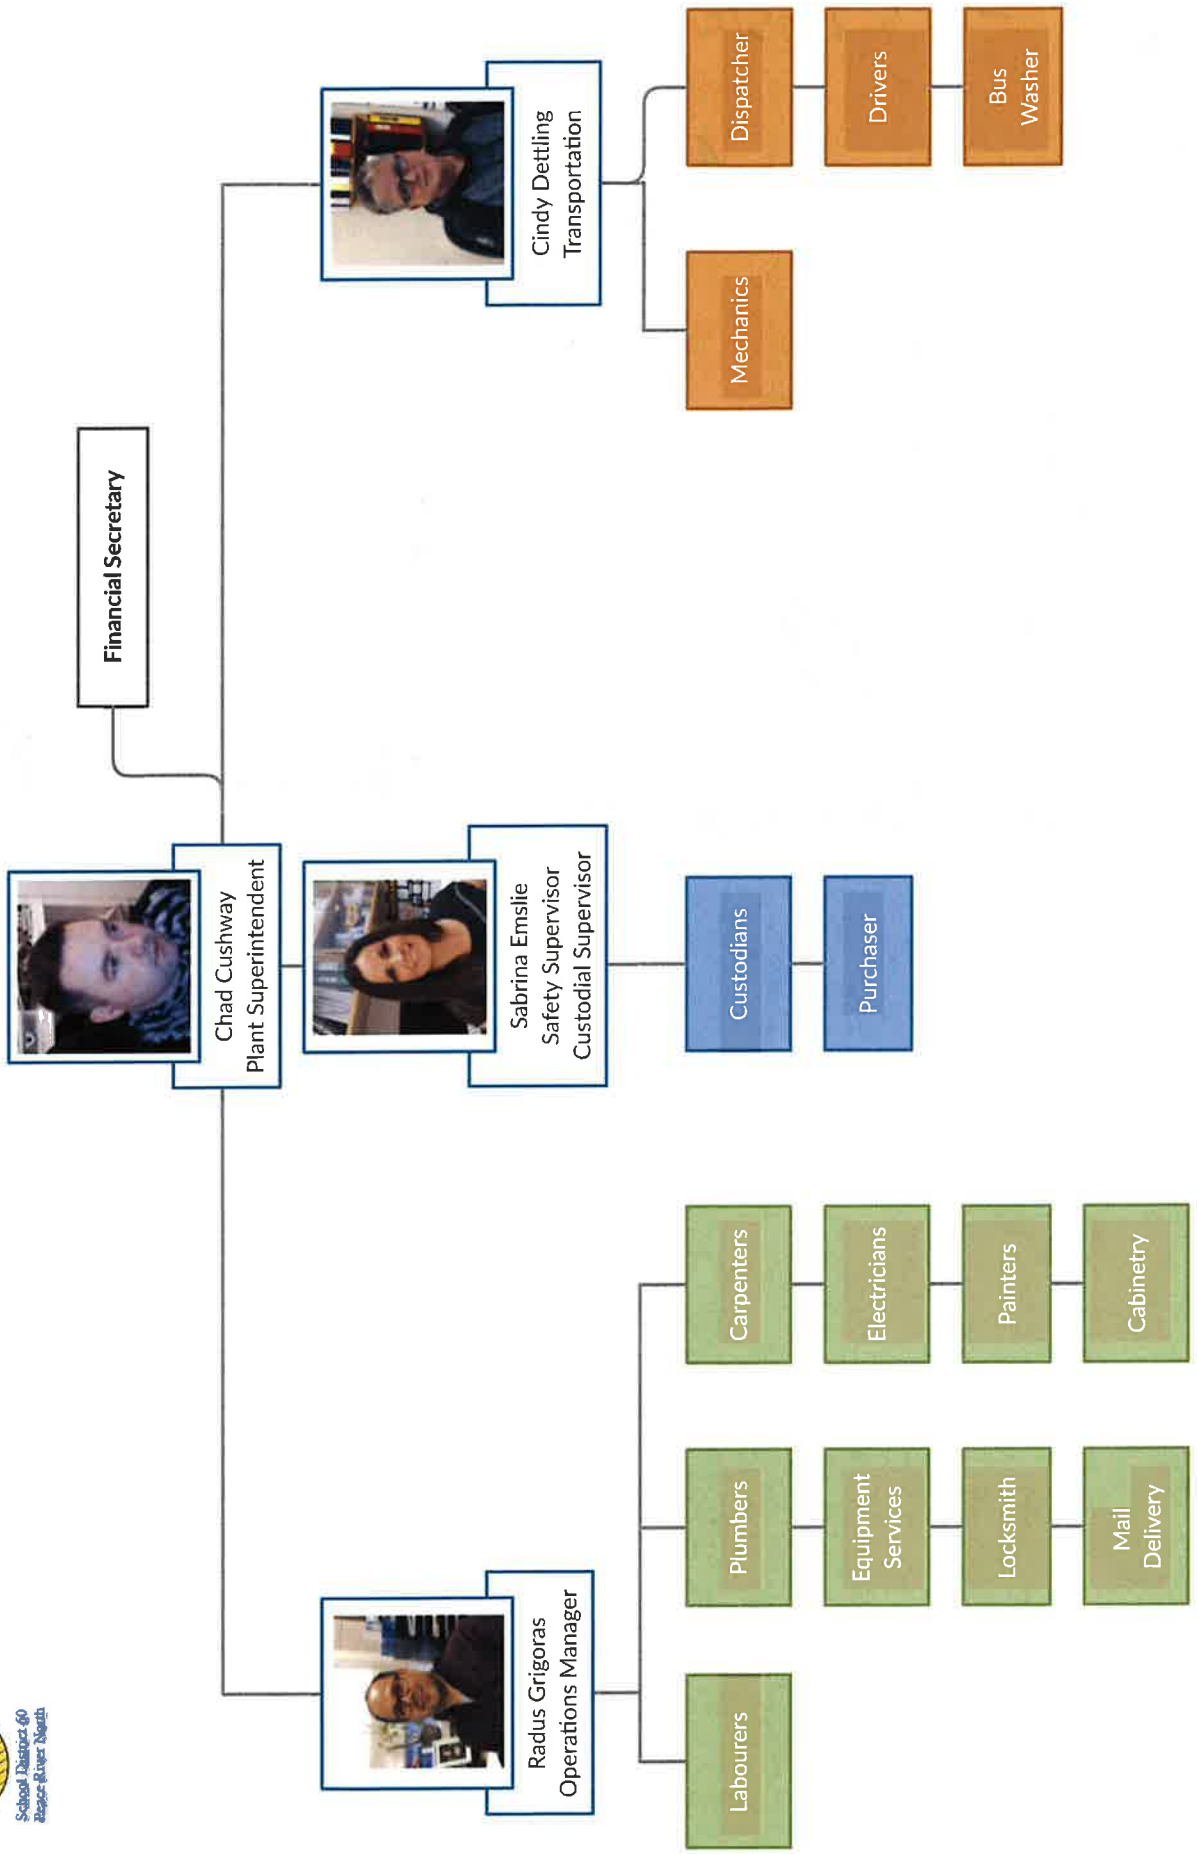 School District 60
Peace River North
Financial Secretary
Chad Cushway
Plant Superintendent
Radus Grigoras
Operations Manager
Sabrina Emslie
Safety Supervisor
Custodial Supervisor
Cindy Dettling
Transportation
Labourers
Plumbers
Equipment
Services
Locksmith
Mail
Delivery
Carpenters
Electricians
Painters
Cabinetry
Custodians
Purchaser
Mechanics
Dispatcher
Drivers
Bus
Washer